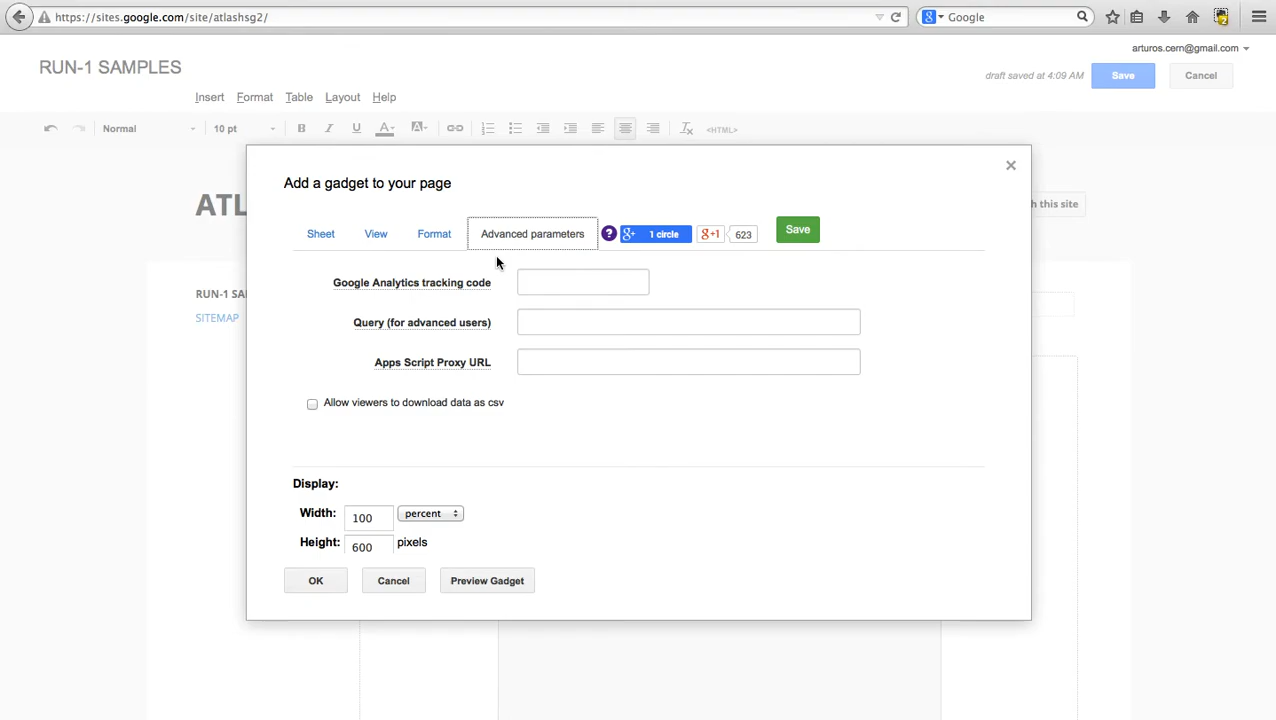 https://sites.google.com/site/atlashsg2/
Google
arturos.cern@gmail.com
RUN-1 SAMPLES
draft saved at 4:09 AM
Save
Cancel
Insert Format Table Layout Help
Normal 10 pt B I U A A <HTML>
ATL
h this site
RUN-1 SA
SITEMAP
Add a gadget to your page
Sheet View Format Advanced parameters ? g+ 1 circle g+1 623 Save
Google Analytics tracking code
Query (for advanced users)
Apps Script Proxy URL
Allow viewers to download data as csv
Display:
Width: 100 percent
Height: 600 pixels
OK Cancel Preview Gadget